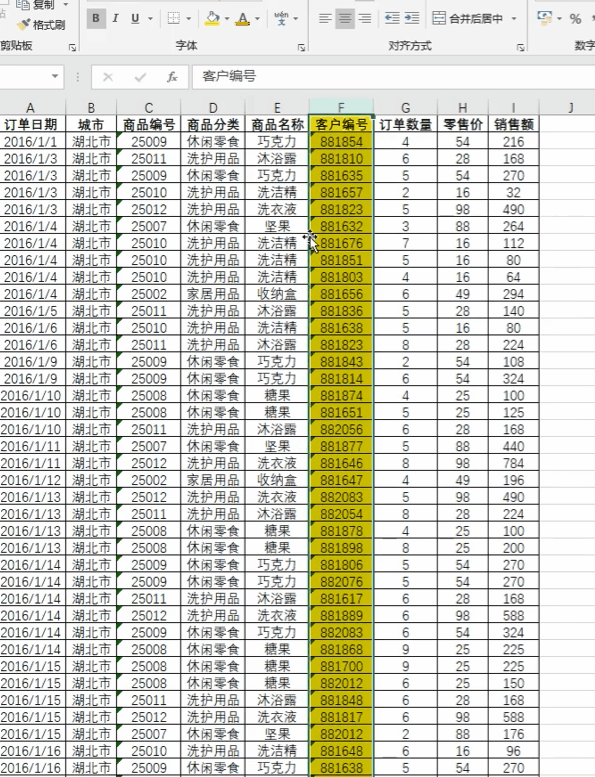 复制
格式刷
B I U
A
wén
合并后居中
%
剪贴板 字体 对齐方式 数字
fx 客户编号
A B C D E F G H I J
订单日期 城市 商品编号 商品分类 商品名称 客户编号 订单数量 零售价 销售额
2016/1/1 湖北市 25009 休闲零食 巧克力 881854 4 54 216
2016/1/3 湖北市 25011 洗护用品 沐浴露 881810 6 28 168
2016/1/3 湖北市 25009 休闲零食 巧克力 881635 5 54 270
2016/1/3 湖北市 25010 洗护用品 洗洁精 881657 2 16 32
2016/1/3 湖北市 25012 洗护用品 洗衣液 881823 5 98 490
2016/1/4 湖北市 25007 休闲零食 坚果 881632 3 88 264
2016/1/4 湖北市 25010 洗护用品 洗洁精 881676 7 16 112
2016/1/4 湖北市 25010 洗护用品 洗洁精 881851 5 16 80
2016/1/4 湖北市 25010 洗护用品 洗洁精 881803 4 16 64
2016/1/4 湖北市 25002 家居用品 收纳盒 881656 6 49 294
2016/1/5 湖北市 25011 洗护用品 沐浴露 881836 5 28 140
2016/1/6 湖北市 25010 洗护用品 洗洁精 881638 5 16 80
2016/1/6 湖北市 25011 洗护用品 沐浴露 881823 8 28 224
2016/1/9 湖北市 25009 休闲零食 巧克力 881843 2 54 108
2016/1/9 湖北市 25009 休闲零食 巧克力 881814 6 54 324
2016/1/10 湖北市 25008 休闲零食 糖果 881874 4 25 100
2016/1/10 湖北市 25008 休闲零食 糖果 881651 5 25 125
2016/1/10 湖北市 25011 洗护用品 沐浴露 882056 6 28 168
2016/1/11 湖北市 25007 休闲零食 坚果 881877 5 88 440
2016/1/11 湖北市 25012 洗护用品 洗衣液 881646 8 98 784
2016/1/12 湖北市 25002 家居用品 收纳盒 881647 4 49 196
2016/1/13 湖北市 25012 洗护用品 洗衣液 882083 5 98 490
2016/1/13 湖北市 25011 洗护用品 沐浴露 882054 8 28 224
2016/1/13 湖北市 25008 休闲零食 糖果 881878 4 25 100
2016/1/13 湖北市 25008 休闲零食 糖果 881898 8 25 200
2016/1/14 湖北市 25009 休闲零食 巧克力 881806 5 54 270
2016/1/14 湖北市 25009 休闲零食 巧克力 882076 5 54 270
2016/1/14 湖北市 25011 洗护用品 沐浴露 881617 6 28 168
2016/1/14 湖北市 25012 洗护用品 洗衣液 881889 6 98 588
2016/1/14 湖北市 25009 休闲零食 巧克力 882083 6 54 324
2016/1/14 湖北市 25008 休闲零食 糖果 881868 9 25 225
2016/1/15 湖北市 25008 休闲零食 糖果 881700 9 25 225
2016/1/15 湖北市 25008 休闲零食 糖果 882012 6 25 150
2016/1/15 湖北市 25011 洗护用品 沐浴露 881848 6 28 168
2016/1/15 湖北市 25012 洗护用品 洗衣液 881817 6 98 588
2016/1/15 湖北市 25007 休闲零食 坚果 882012 2 88 176
2016/1/16 湖北市 25010 洗护用品 洗洁精 881648 6 16 96
2016/1/16 湖北市 25009 休闲零食 巧克力 881638 5 54 270